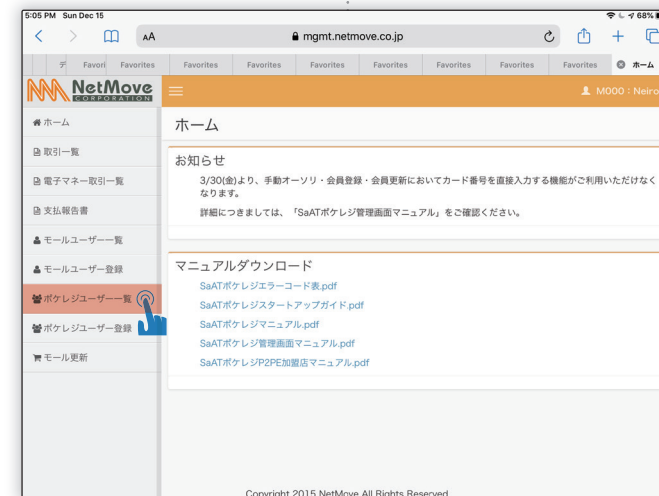 5:05 PM Sun Dec 15
68%
AA
mgmt.netmove.co.jp
デ Favori Favorites Favorites Favorites Favorites Favorites Favorites Favorites Favorites ホーム
NetMove
CORPORATION
M000：Neiro
ホーム
取引一覧
電子マネー取引一覧
支払報告書
モールユーザー一覧
モールユーザー登録
ポケレジユーザー一覧
ポケレジユーザー登録
モール更新
ホーム
お知らせ
3/30(金)より、手動オーソリ・会員登録・会員更新においてカード番号を直接入力する機能がご利用いただけなく
なります。
詳細につきましては、「SaATポケレジ管理画面マニュアル」をご確認ください。
マニュアルダウンロード
SaATポケレジエラーコード表.pdf
SaATポケレジスタートアップガイド.pdf
SaATポケレジマニュアル.pdf
SaATポケレジ管理画面マニュアル.pdf
SaATポケレジP2PE加盟店マニュアル.pdf
Copyright 2015 NetMove All Rights Reserved